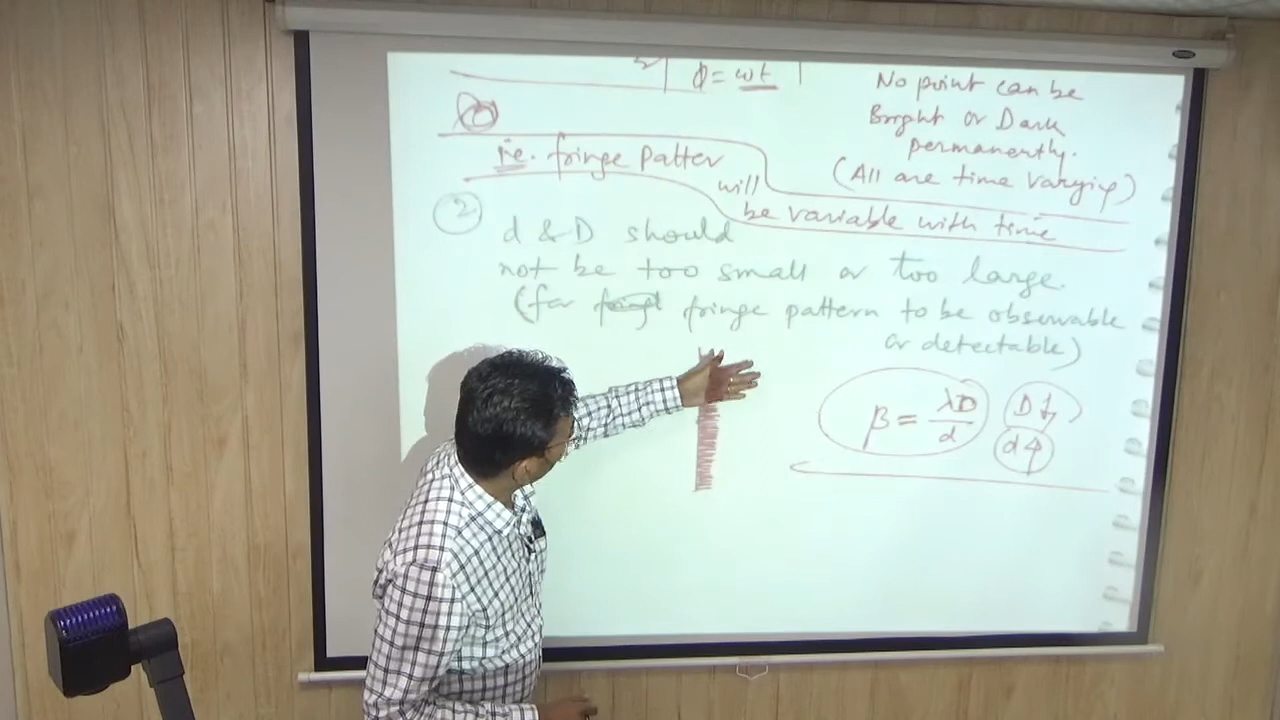 φ = ωt
No point can be
Bright or Dark
permanently.
(All are time varying)
i.e. fringe Patter
will
be variable with time
2
d & D should
not be too small or too large.
(for fringe pattern to be observable
or detectable)
β = λD/d
D↓
d↑